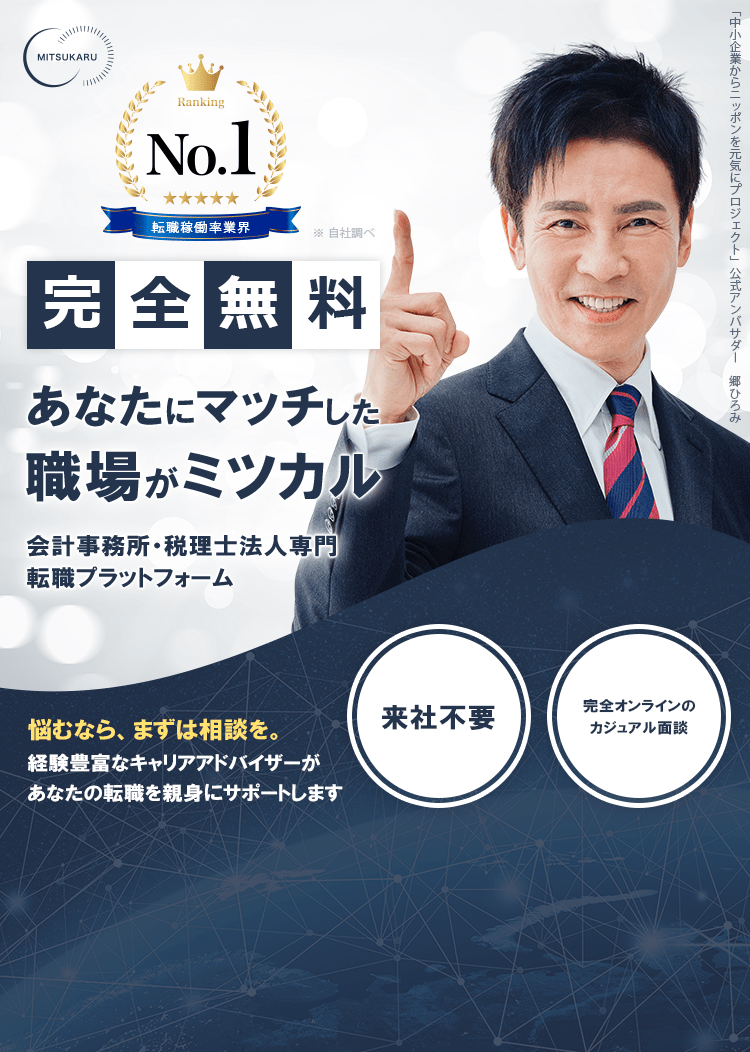 MITSUKARU
Ranking
No.1
転職稼働率業界
※ 自社調べ
「中小企業からニッポンを元気にプロジェクト」公式アンバサダー 郷ひろみ
完全無料
あなたにマッチした
職場がミツカル
会計事務所・税理士法人専門
転職プラットフォーム
悩むなら、まずは相談を。
経験豊富なキャリアアドバイザーが
あなたの転職を親身にサポートします
来社不要
完全オンラインの
カジュアル面談